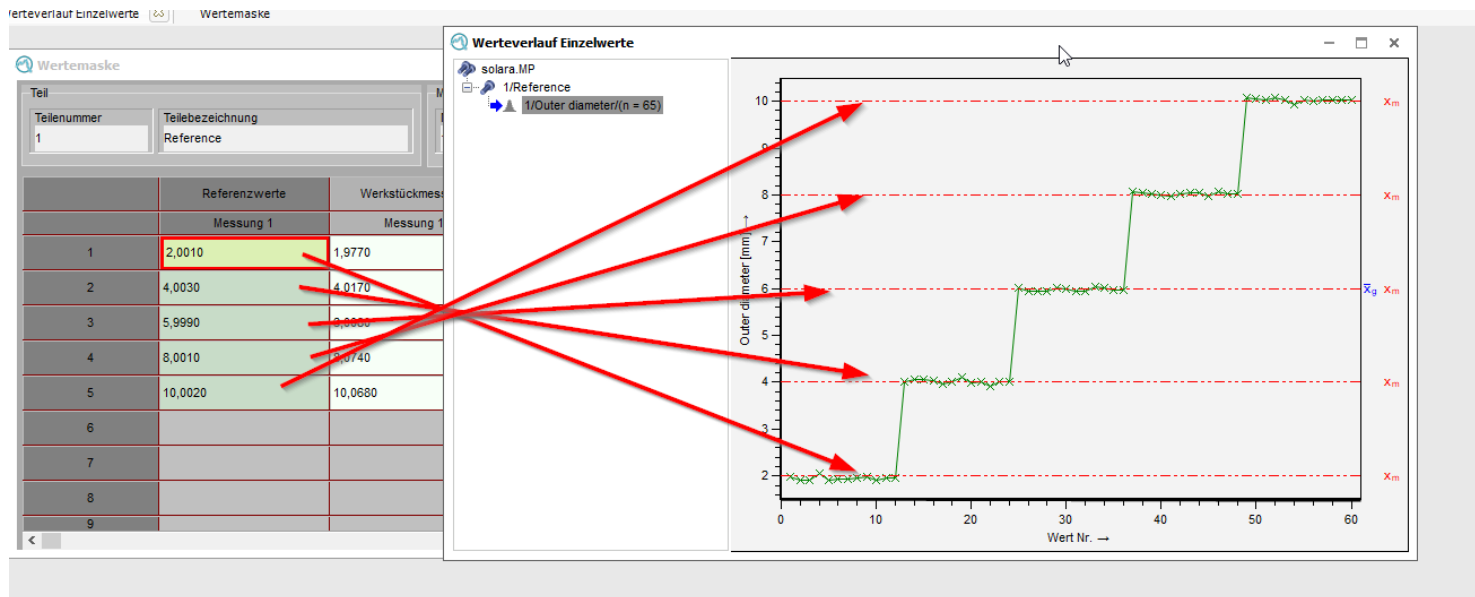 Werteverlauf Einzelwerte Wertemaske
Wertemaske
Teil
Teilenummer Teilebezeichnung
1 Reference
Referenzwerte
Messung 1 Messung 1
1 2,0010 1,9770
2 4,0030 4,0170
3 5,9990
4 8,0010 8,0740
5 10,0020 10,0680
6
7
8
9
Werteverlauf Einzelwerte
solara.MP
1/Reference
1/Outer diameter/(n = 65)
Outer diameter [mm] →
10
9
8
7
6
5
4
3
2
xm
xm
x̅g xm
xm
xm
0 10 20 30 40 50 60
Wert Nr. →